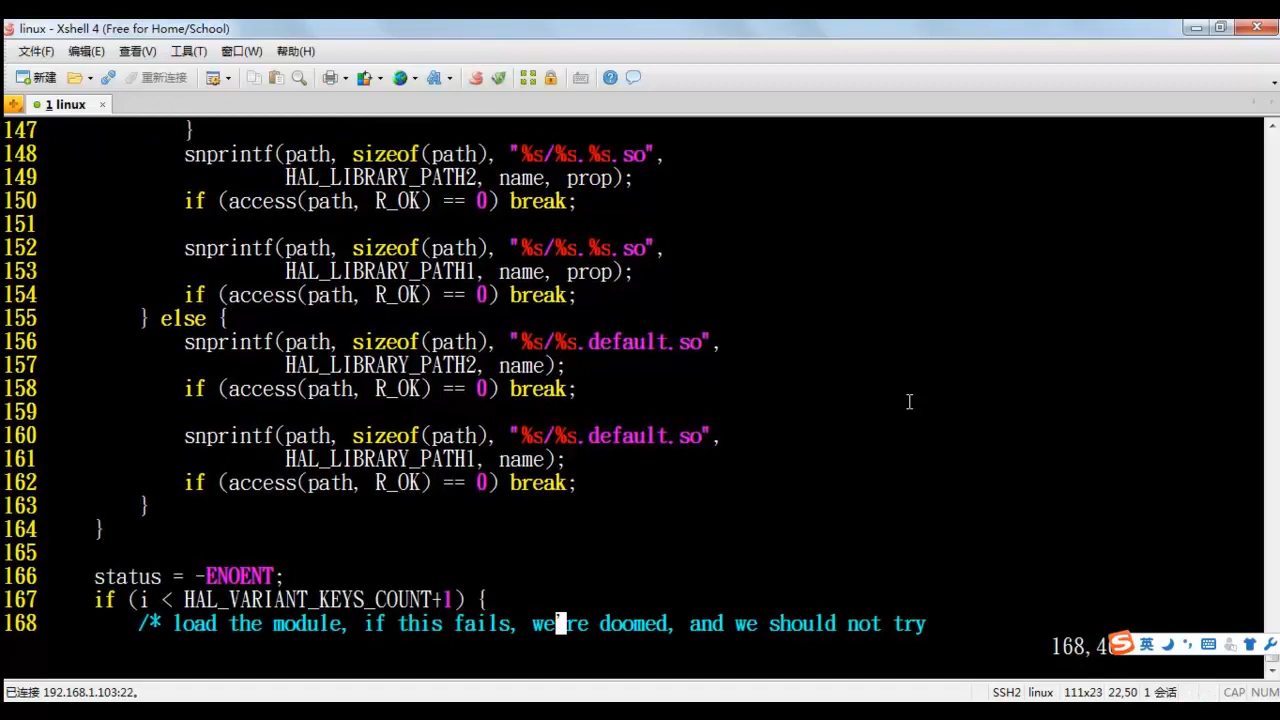 linux - Xshell 4 (Free for Home/School)
文件(F) 编辑(E) 查看(V) 工具(T) 窗口(W) 帮助(H)
新建 重新连接
1 linux
147 }
148 snprintf(path, sizeof(path), "%s/%s.%s.so",
149 HAL_LIBRARY_PATH2, name, prop);
150 if (access(path, R_OK) == 0) break;
151
152 snprintf(path, sizeof(path), "%s/%s.%s.so",
153 HAL_LIBRARY_PATH1, name, prop);
154 if (access(path, R_OK) == 0) break;
155 } else {
156 snprintf(path, sizeof(path), "%s/%s.default.so",
157 HAL_LIBRARY_PATH2, name);
158 if (access(path, R_OK) == 0) break;
159
160 snprintf(path, sizeof(path), "%s/%s.default.so",
161 HAL_LIBRARY_PATH1, name);
162 if (access(path, R_OK) == 0) break;
163 }
164 }
165
166 status = -ENOENT;
167 if (i < HAL_VARIANT_KEYS_COUNT+1) {
168 /* load the module, if this fails, we're doomed, and we should not try
168,4 英
已连接 192.168.1.103:22。 SSH2 linux 111x23 22,50 1 会话 CAP NUM